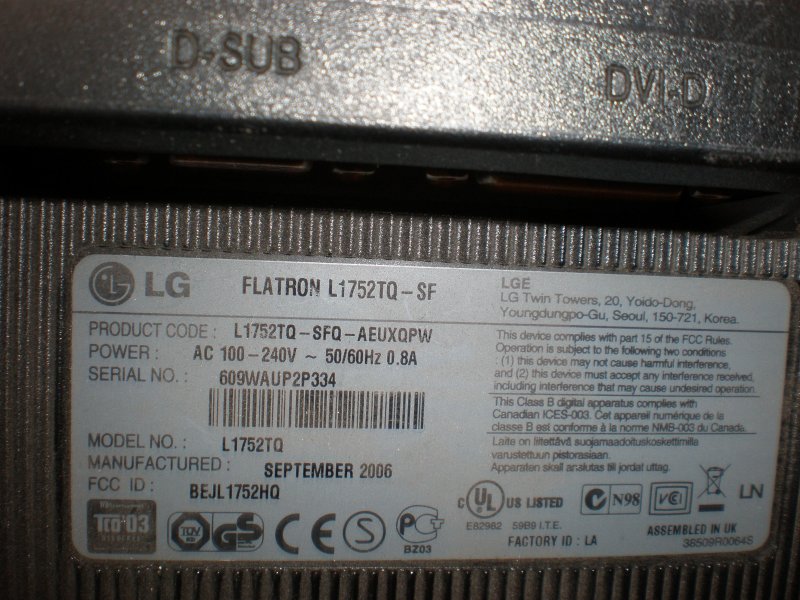 D-SUB
DVI-D
LG
FLATRON L1752TQ-SF
LGE
LG Twin Towers, 20, Yoido-Dong,
Youngdungpo-Gu, Seoul, 150-721, Korea.
PRODUCT CODE : L1752TQ-SFQ-AEUXQPW
POWER : AC 100-240V ~ 50/60Hz 0.8A
SERIAL NO. : 609WAUP2P334
MODEL NO. : L1752TQ
MANUFACTURED : SEPTEMBER 2006
FCC ID : BEJL1752HQ
This device complies with part 15 of the FCC Rules.
Operation is subject to the following two conditions
: (1) this device may not cause harmful interference,
and (2) this device must accept any interference received,
including interference that may cause undesired operation.
This Class B digital apparatus complies with
Canadian ICES-003. Cet appareil numérique de la
classe B est conforme à la norme NMB-003 du Canada.
Laite on liitettävä suojamaadoituskoskettimilla
varustettuun pistorasiaan.
Apparaten skall anslutas till jordat uttag.
TCO'03
TÜV
GS
CE
S
PC
BZ03
C UL US LISTED
E82982 59B9 I.T.E.
N98
VCI
LN
FACTORY ID : LA
ASSEMBLED IN UK
38509R0064S